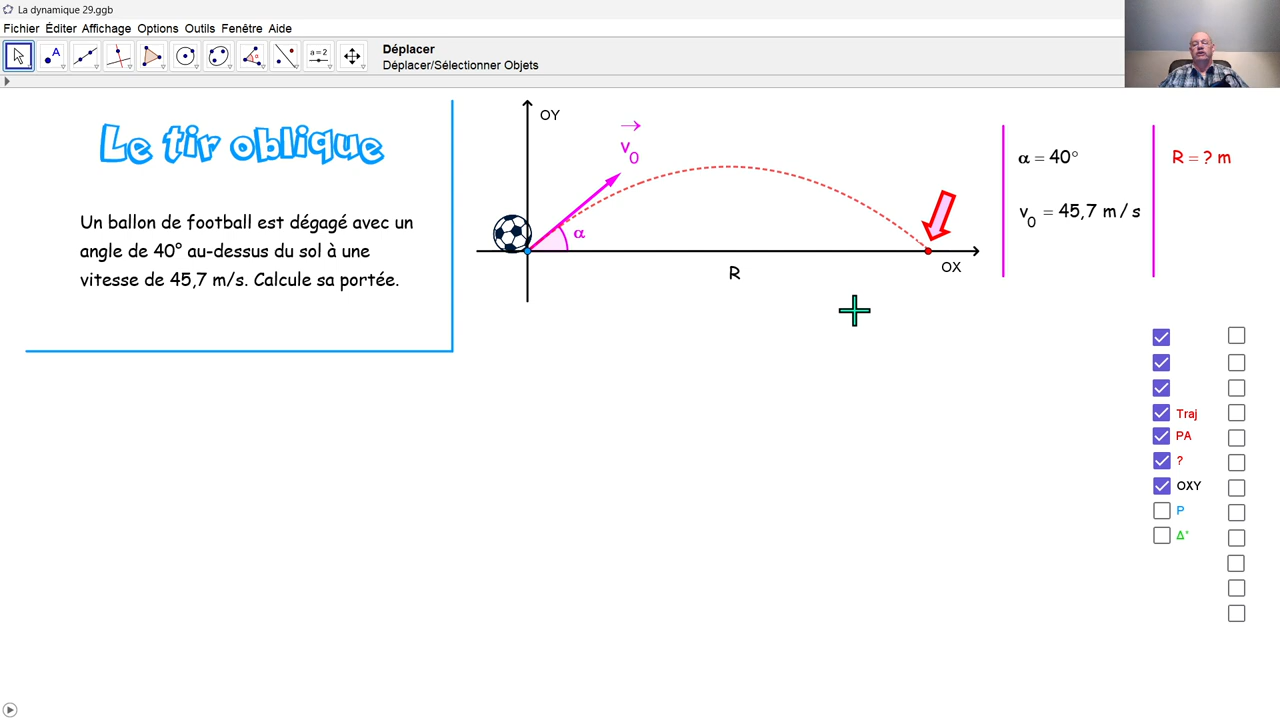 La dynamique 29.ggb
Fichier Éditer Affichage Options Outils Fenêtre Aide
A
α
a=2
Déplacer
Déplacer/Sélectionner Objets
Le tir oblique
Un ballon de football est dégagé avec un
angle de 40° au-dessus du sol à une
vitesse de 45,7 m/s. Calcule sa portée.
OY
v0
α
OX
R
α = 40°
v0 = 45,7 m / s
R = ? m
Traj
PA
?
OXY
P
Δ*